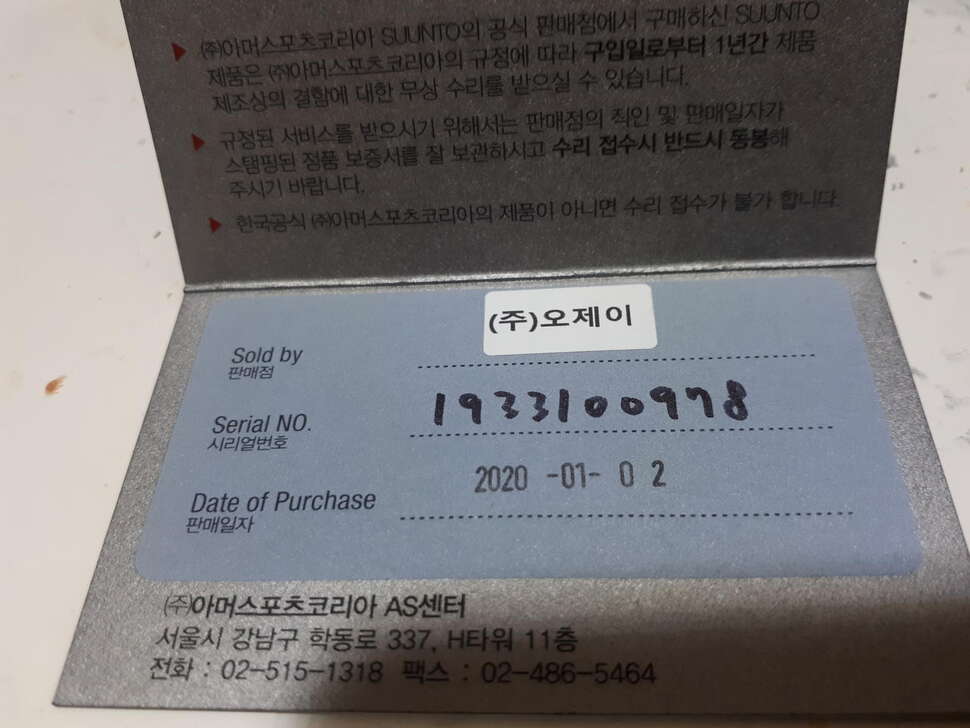 ▶ ㈜아머스포츠코리아 SUUNTO의 공식 판매점에서 구매하신 SUUNTO
제품은 ㈜아머스포츠코리아의 규정에 따라 구입일로부터 1년간 제품
제조상의 결함에 대한 무상 수리를 받으실 수 있습니다.
▶ 규정된 서비스를 받으시기 위해서는 판매점의 직인 및 판매일자가
스탬핑된 정품 보증서를 잘 보관하시고 수리 접수시 반드시 동봉해
주시기 바랍니다.
▶ 한국공식 ㈜아머스포츠코리아의 제품이 아니면 수리 접수가 불가 합니다.
(주)오제이
Sold by
판매점
Serial NO. 1933100978
시리얼번호
Date of Purchase 2020 -01- 02
판매일자
㈜아머스포츠코리아 AS센터
서울시 강남구 학동로 337, H타워 11층
전화 : 02-515-1318 팩스 : 02-486-5464